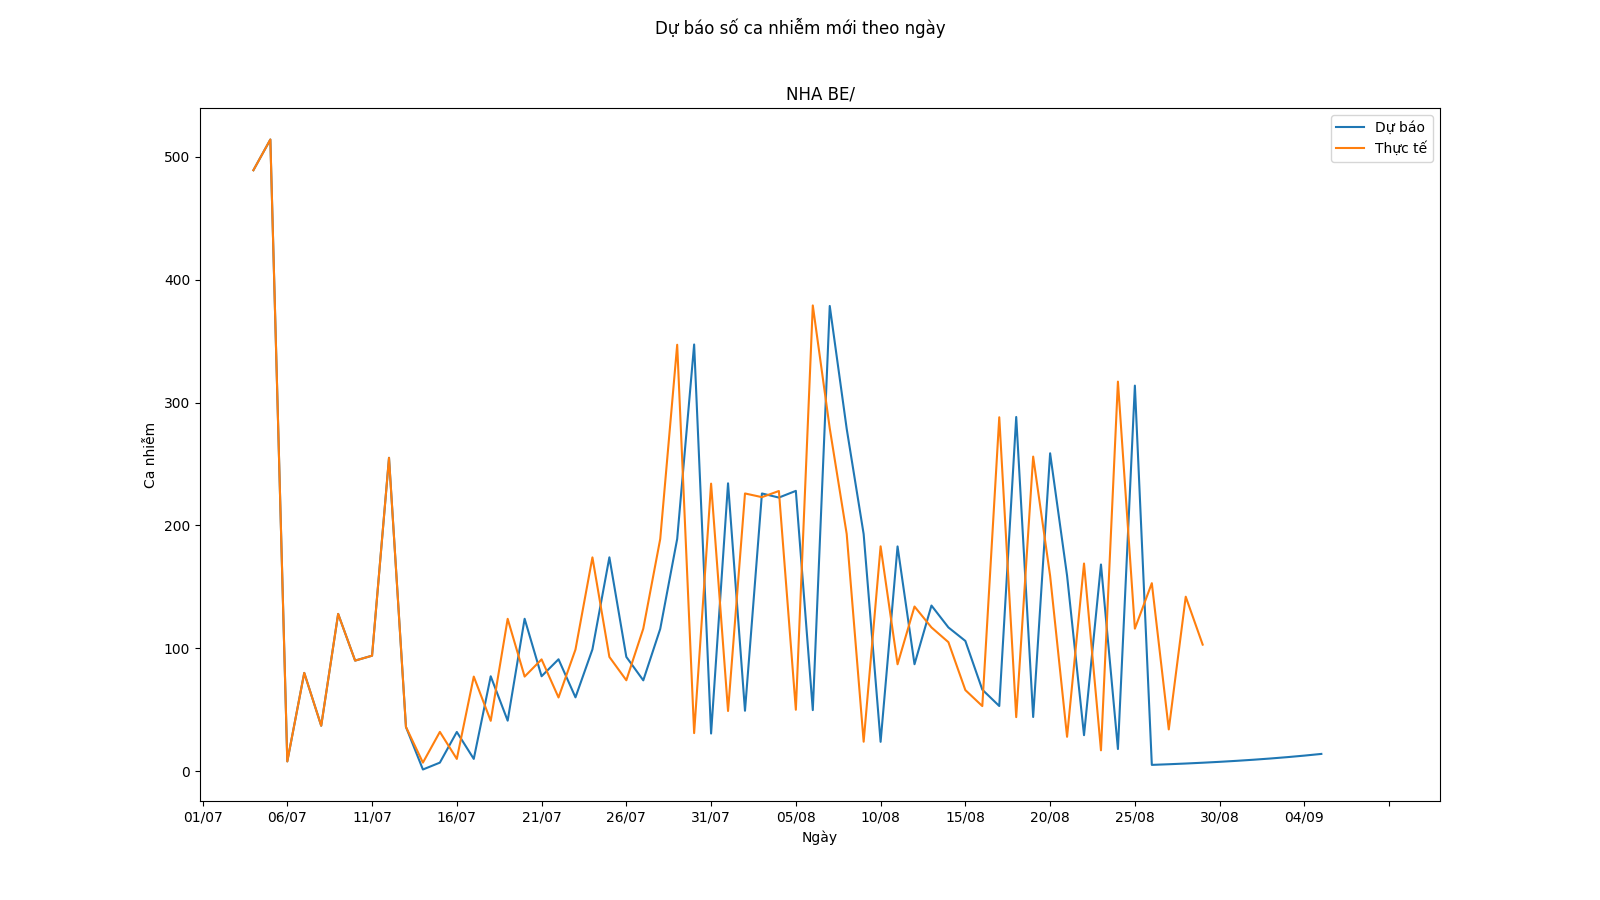 Dự báo số ca nhiễm mới theo ngày
NHA BE/
Dự báo
Thực tế
500
400
300
200
100
0
Ca nhiễm
01/07 06/07 11/07 16/07 21/07 26/07 31/07 05/08 10/08 15/08 20/08 25/08 30/08 04/09
Ngày